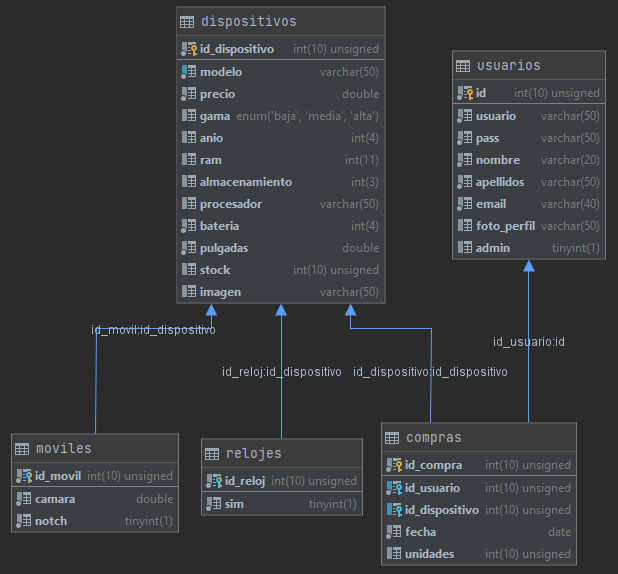 dispositivos
id_dispositivo int(10) unsigned
modelo varchar(50)
precio double
gama enum('baja', 'media', 'alta')
anio int(4)
ram int(11)
almacenamiento int(3)
procesador varchar(50)
bateria int(4)
pulgadas double
stock int(10) unsigned
imagen varchar(50)
usuarios
id int(10) unsigned
usuario varchar(50)
pass varchar(50)
nombre varchar(20)
apellidos varchar(50)
email varchar(40)
foto_perfil varchar(50)
admin tinyint(1)
id_movil:id_dispositivo
id_reloj:id_dispositivo
id_dispositivo:id_dispositivo
id_usuario:id
moviles
id_movil int(10) unsigned
camara double
notch tinyint(1)
relojes
id_reloj int(10) unsigned
sim tinyint(1)
compras
id_compra int(10) unsigned
id_usuario int(10) unsigned
id_dispositivo int(10) unsigned
fecha date
unidades int(10) unsigned